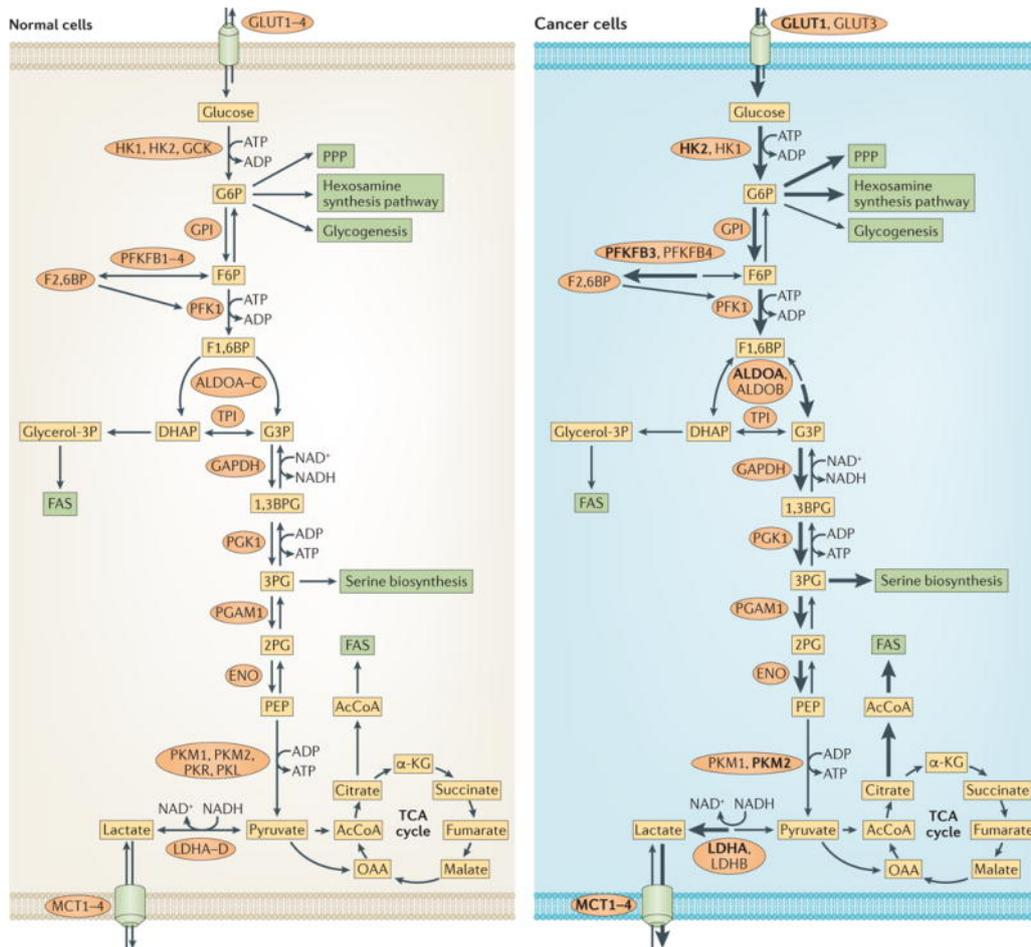 Normal cells
GLUT1–4
Glucose
HK1, HK2, GCK
ATP
ADP
PPP
G6P
Hexosamine
synthesis pathway
GPI
Glycogenesis
PFKFB1–4
F2,6BP
F6P
PFK1
ATP
ADP
F1,6BP
ALDOA–C
TPI
Glycerol-3P
DHAP
G3P
GAPDH
NAD⁺
NADH
FAS
1,3BPG
PGK1
ADP
ATP
3PG
Serine biosynthesis
PGAM1
2PG
FAS
ENO
PEP
AcCoA
PKM1, PKM2,
PKR, PKL
ADP
ATP
α-KG
Citrate
Succinate
NAD⁺
NADH
TCA
cycle
Lactate
Pyruvate
AcCoA
Fumarate
LDHA–D
OAA
Malate
MCT1–4
Cancer cells
GLUT1, GLUT3
Glucose
HK2, HK1
ATP
ADP
PPP
G6P
Hexosamine
synthesis pathway
GPI
Glycogenesis
PFKFB3, PFKFB4
F2,6BP
F6P
PFK1
ATP
ADP
F1,6BP
ALDOA,
ALDOB
TPI
Glycerol-3P
DHAP
G3P
GAPDH
NAD⁺
NADH
FAS
1,3BPG
PGK1
ADP
ATP
3PG
Serine biosynthesis
PGAM1
2PG
FAS
ENO
PEP
AcCoA
PKM1, PKM2
ADP
ATP
α-KG
Citrate
Succinate
NAD⁺
NADH
TCA
cycle
Lactate
Pyruvate
AcCoA
Fumarate
LDHA,
LDHB
OAA
Malate
MCT1–4